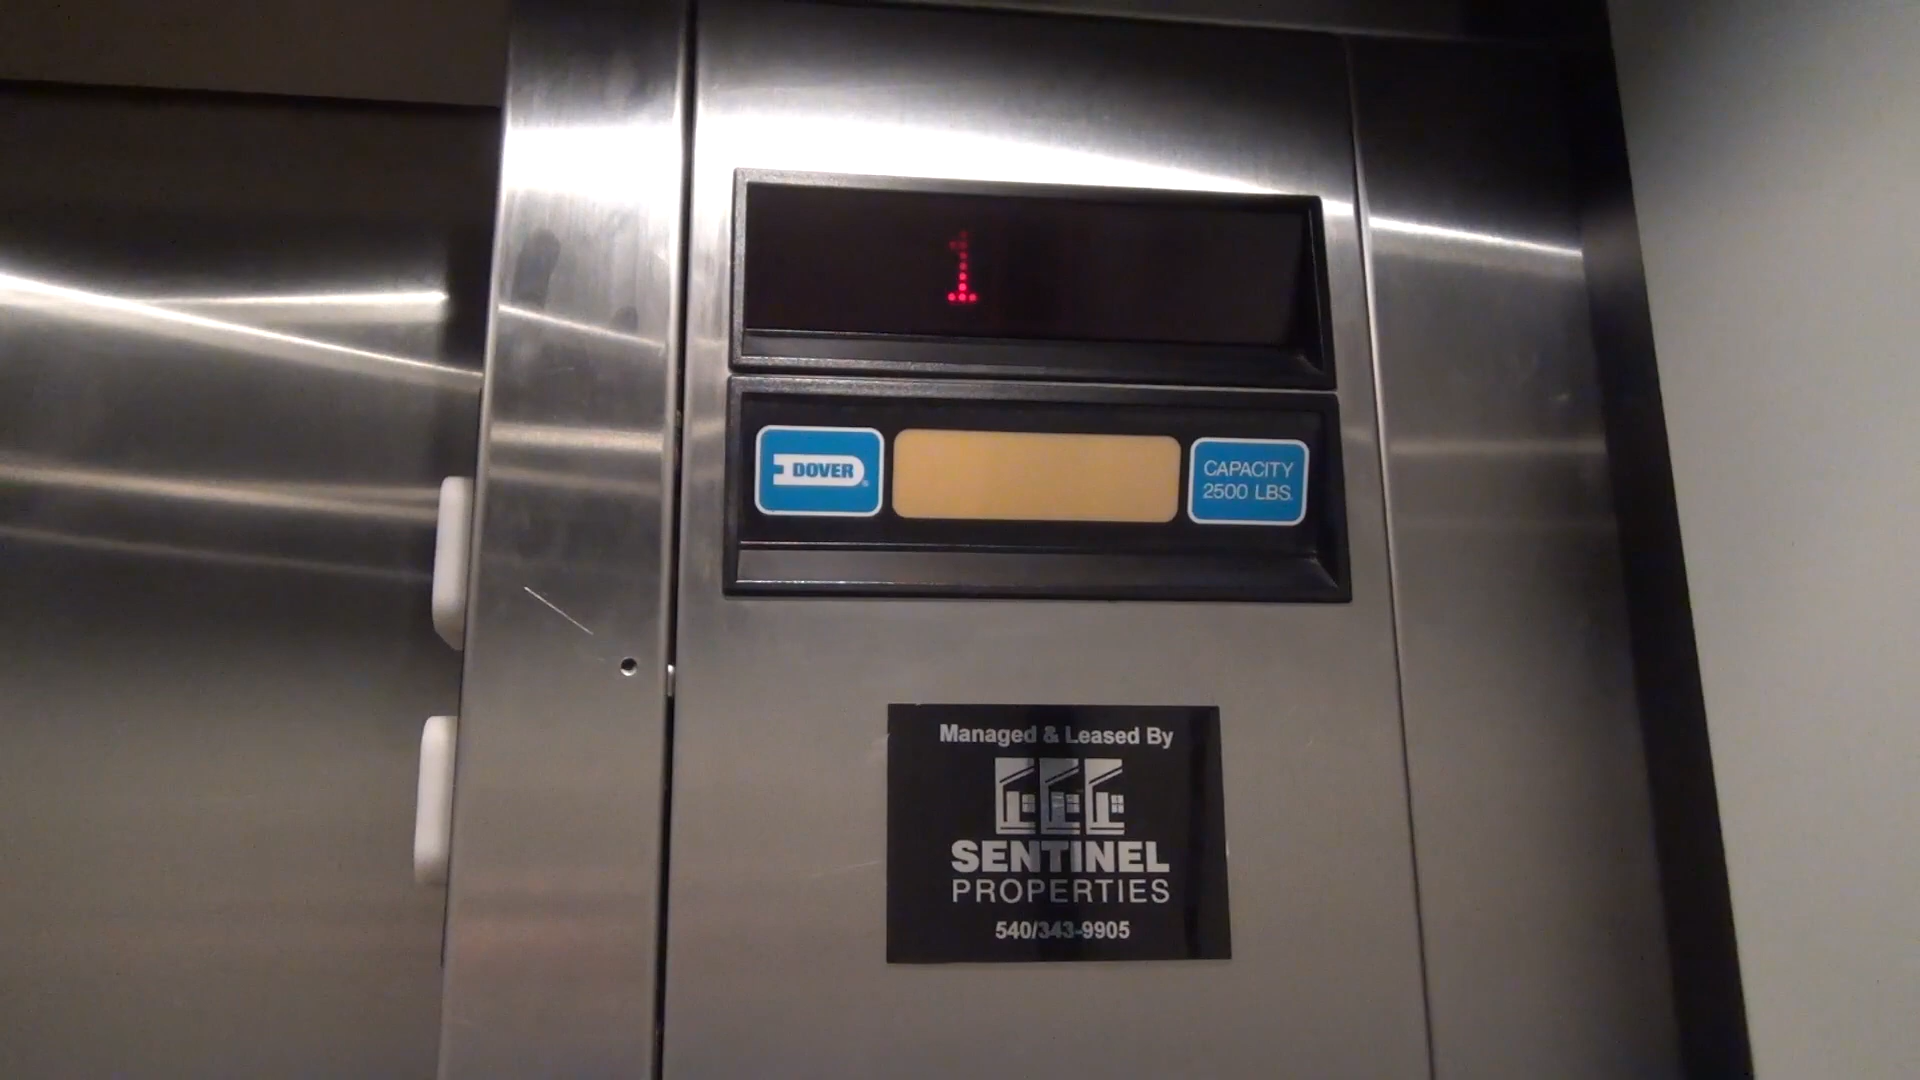 1
DOVER®
CAPACITY
2500 LBS.
Managed & Leased By
SENTINEL
PROPERTIES
540/343-9905